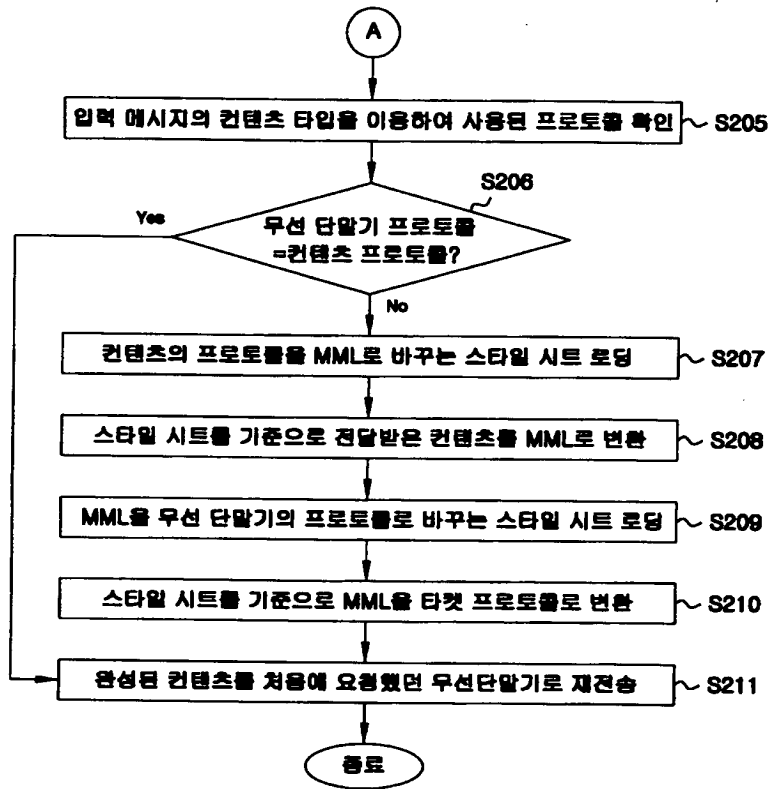 A
입력 메시지의 컨텐츠 타입을 이용하여 사용된 프로토콜 확인
S205
S206
무선 단말기 프로토콜
=컨텐츠 프로토콜?
Yes
No
컨텐츠의 프로토콜을 MML로 바꾸는 스타일 시트 로딩
S207
스타일 시트를 기준으로 전달받은 컨텐츠를 MML로 변환
S208
MML을 무선 단말기의 프로토콜로 바꾸는 스타일 시트 로딩
S209
스타일 시트를 기준으로 MML을 타켓 프로토콜로 변환
S210
완성된 컨텐츠를 처음에 요청했던 무선단말기로 재전송
S211
종료